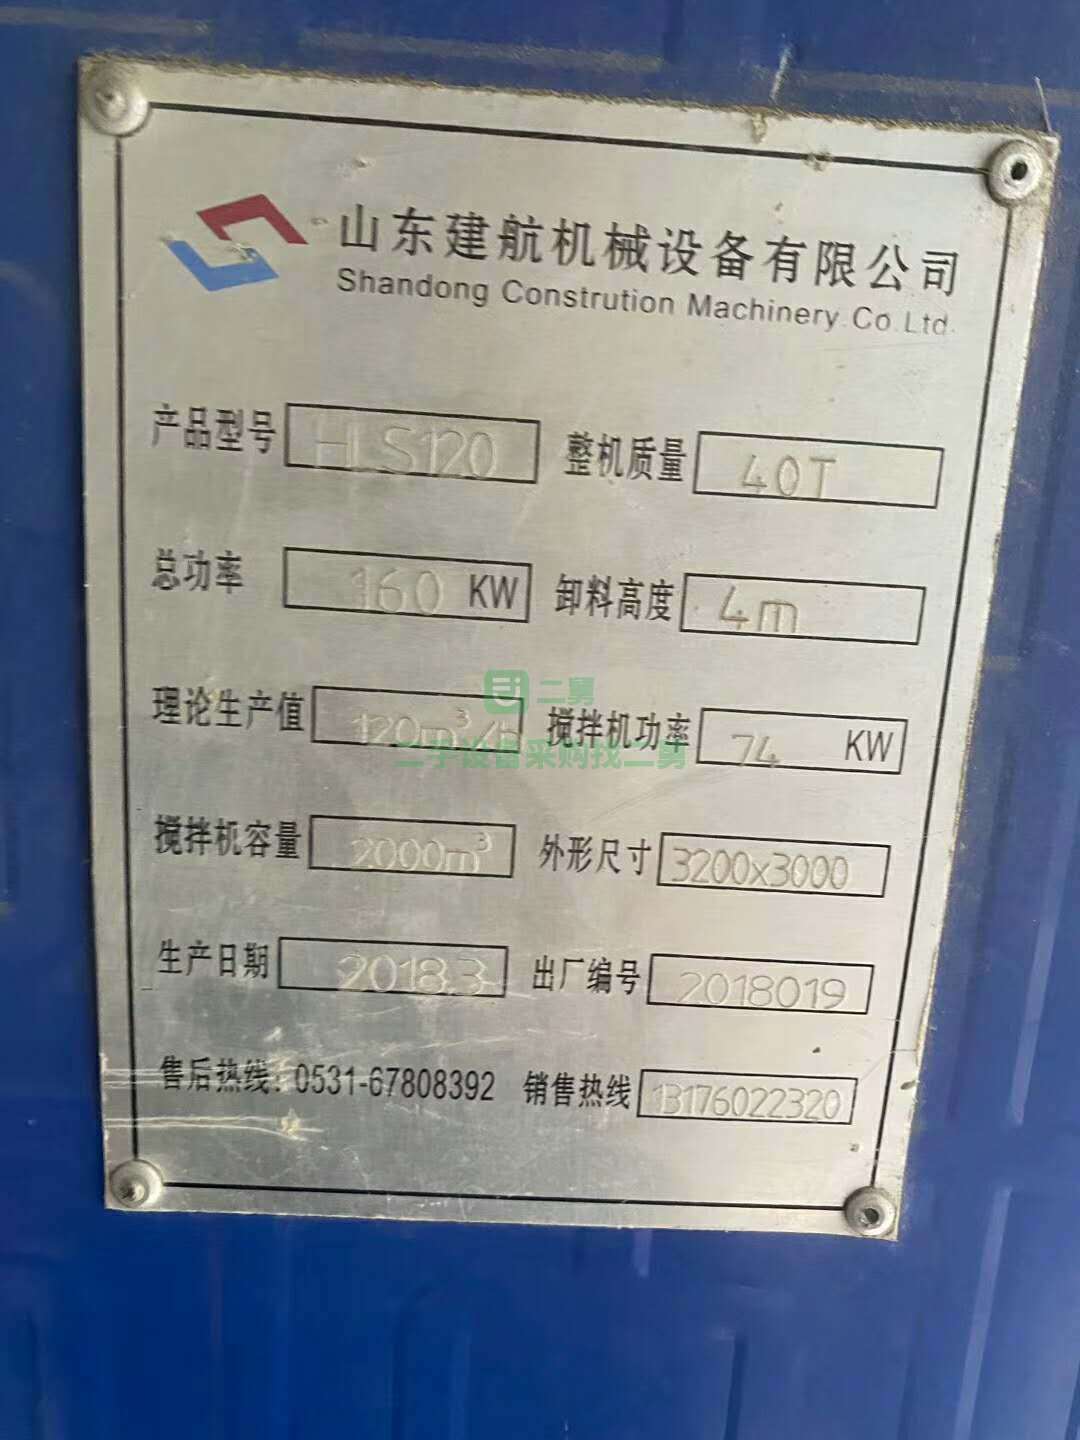 山东建航机械设备有限公司
Shandong Constrution Machinery Co.Ltd.
产品型号 HLS120 整机质量 40T
总功率 160 KW 卸料高度 4m
二舅
理论生产值 120m³/h 搅拌机功率 74 KW
二手设备采购找二舅
搅拌机容量 2000m³ 外形尺寸 3200x3000
生产日期 2018.3 出厂编号 2018019
售后热线: 0531-67808392 销售热线 13176022320